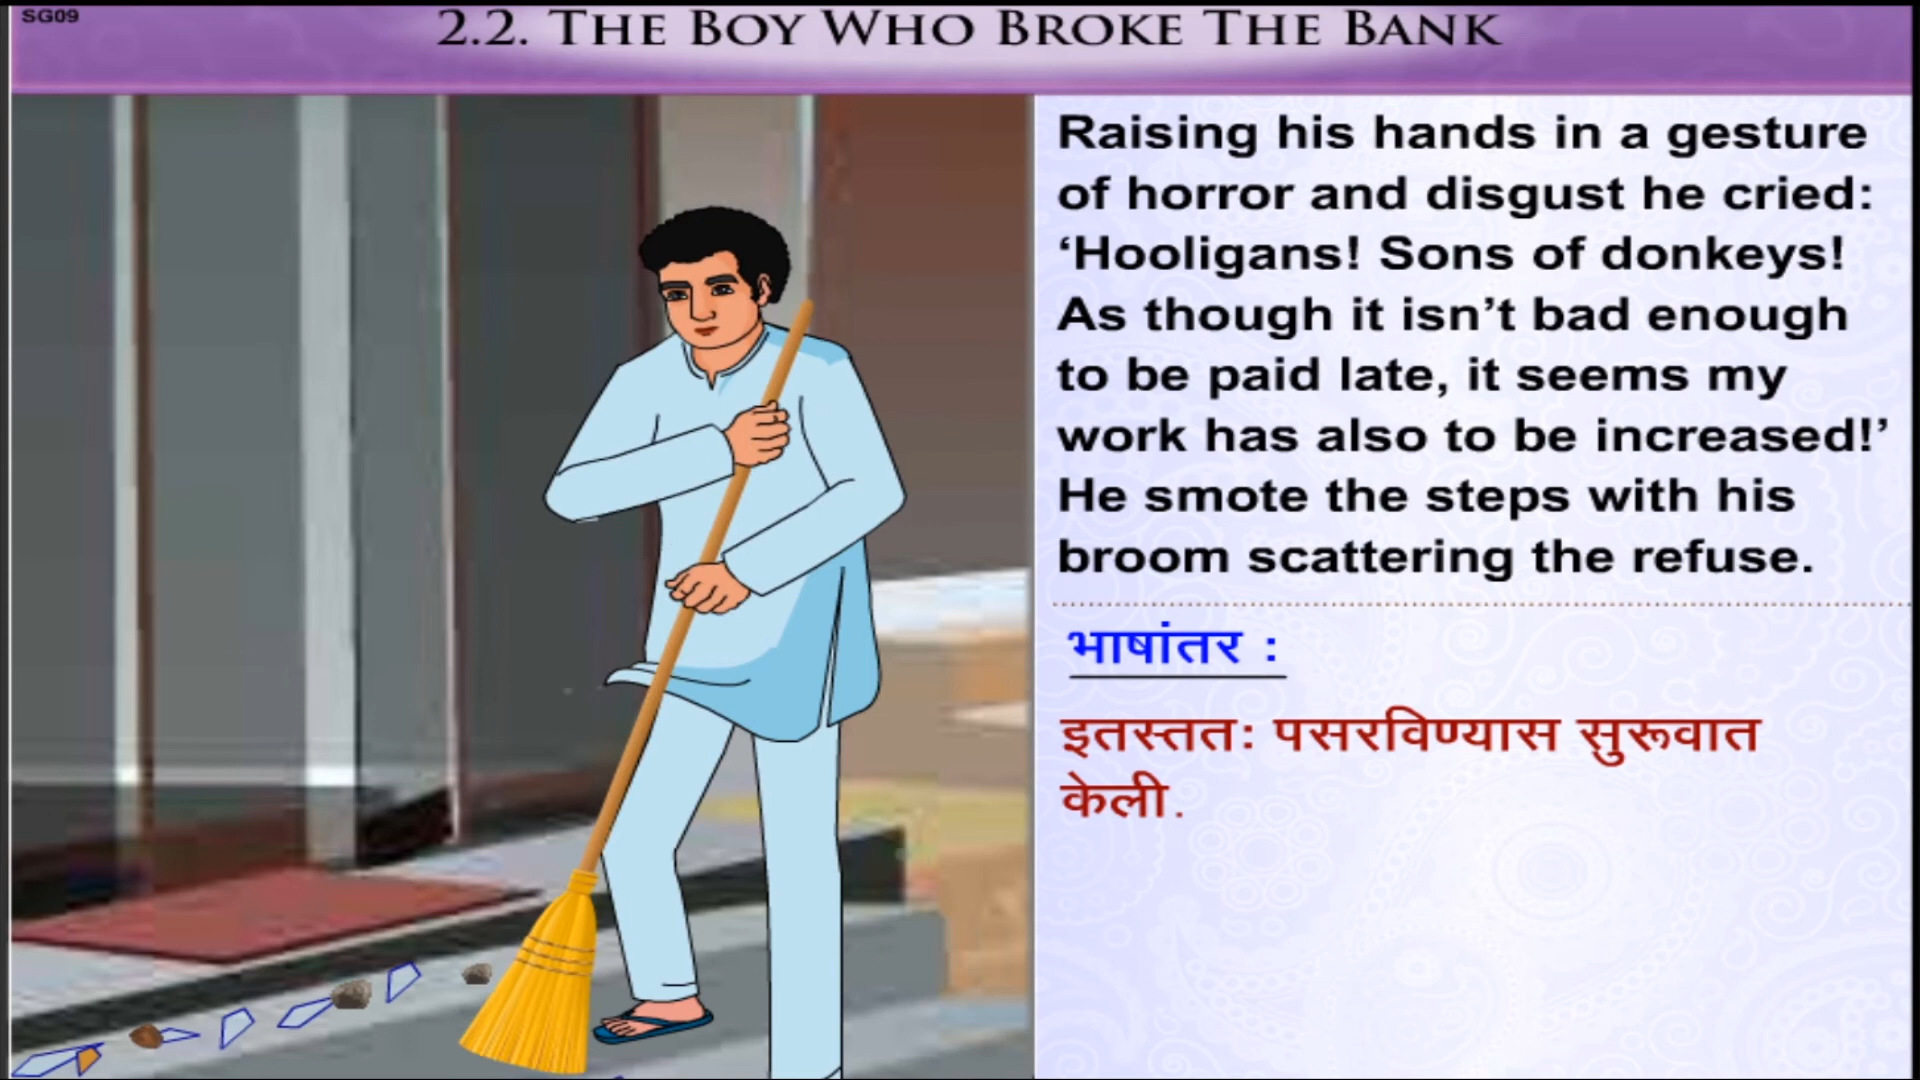 SG09
2.2. The Boy Who Broke The Bank
Raising his hands in a gesture
of horror and disgust he cried:
‘Hooligans! Sons of donkeys!
As though it isn’t bad enough
to be paid late, it seems my
work has also to be increased!’
He smote the steps with his
broom scattering the refuse.
भाषांतर :
इतस्ततः पसरविण्यास सुरूवात
केली.